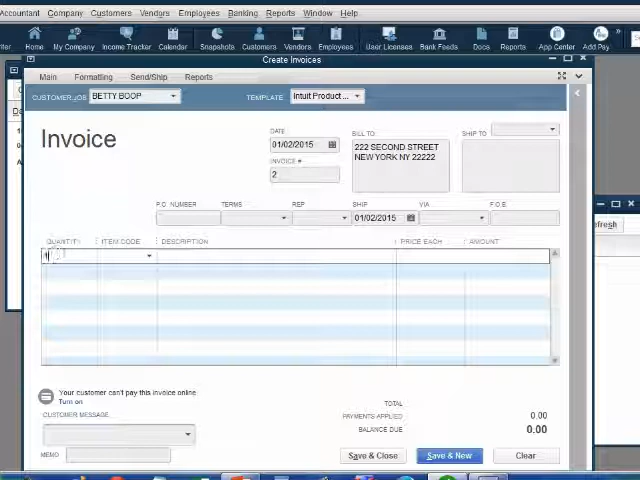 Accountant Company Customers Vendors Employees Banking Reports Window Help
Home My Company Income Tracker Calendar Snapshots Customers Vendors Employees User Licenses Bank Feeds Docs Reports App Center Add Pay
Create Invoices
Main Formatting Send/Ship Reports
CUSTOMER:JOB BETTY BOOP TEMPLATE Intuit Product ...
Invoice
DATE
01/02/2015
INVOICE #
2
BILL TO
222 SECOND STREET
NEW YORK NY 22222
SHIP TO
P.O. NUMBER TERMS REP SHIP VIA F.O.B.
01/02/2015
QUANTITY ITEM CODE DESCRIPTION PRICE EACH AMOUNT
Your customer can't pay this invoice online
Turn on
CUSTOMER MESSAGE
MEMO
TOTAL
PAYMENTS APPLIED 0.00
BALANCE DUE 0.00
Save & Close Save & New Clear
efresh